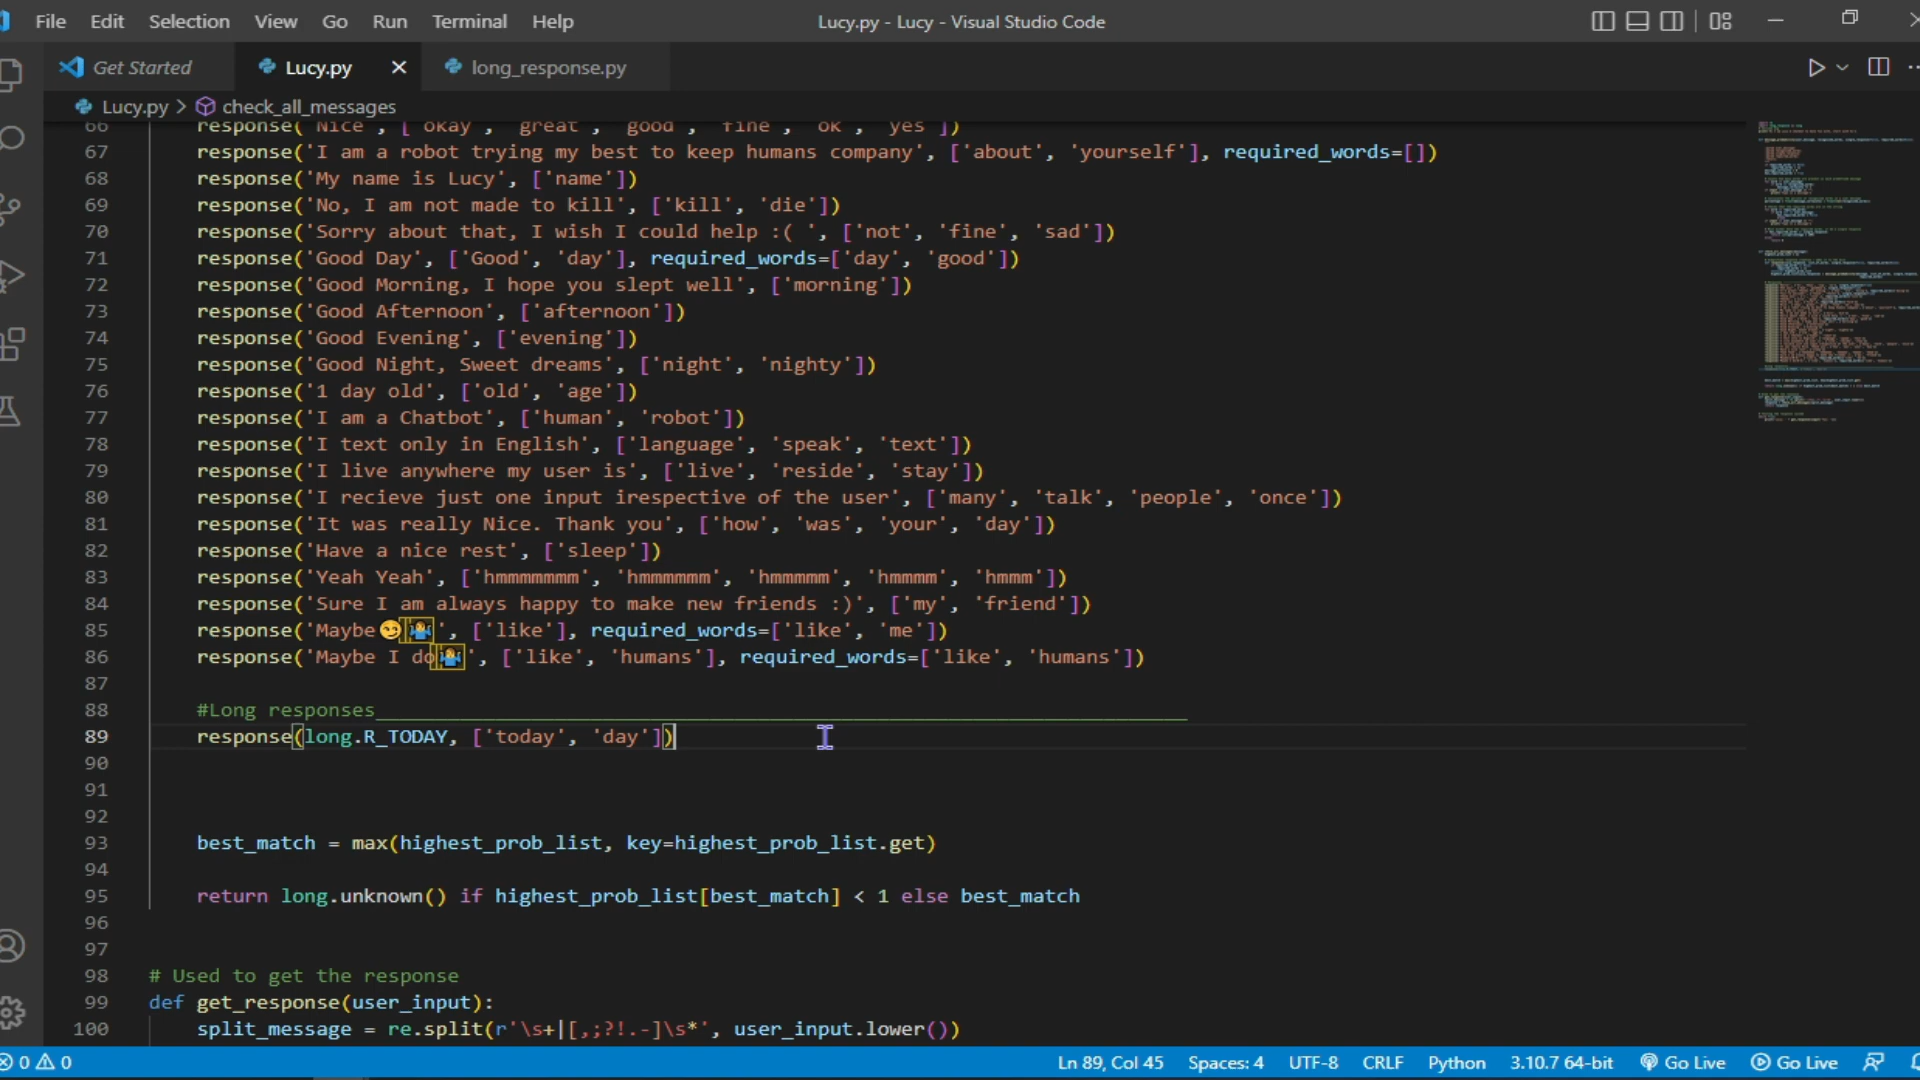 File Edit Selection View Go Run Terminal Help Lucy.py - Lucy - Visual Studio Code
Get Started Lucy.py long_response.py
Lucy.py > check_all_messages
66 response('Nice', ['okay', 'great', 'good', 'fine', 'ok', 'yes'])
67 response('I am a robot trying my best to keep humans company', ['about', 'yourself'], required_words=[])
68 response('My name is Lucy', ['name'])
69 response('No, I am not made to kill', ['kill', 'die'])
70 response('Sorry about that, I wish I could help :( ', ['not', 'fine', 'sad'])
71 response('Good Day', ['Good', 'day'], required_words=['day', 'good'])
72 response('Good Morning, I hope you slept well', ['morning'])
73 response('Good Afternoon', ['afternoon'])
74 response('Good Evening', ['evening'])
75 response('Good Night, Sweet dreams', ['night', 'nighty'])
76 response('1 day old', ['old', 'age'])
77 response('I am a Chatbot', ['human', 'robot'])
78 response('I text only in English', ['language', 'speak', 'text'])
79 response('I live anywhere my user is', ['live', 'reside', 'stay'])
80 response('I recieve just one input irespective of the user', ['many', 'talk', 'people', 'once'])
81 response('It was really Nice. Thank you', ['how', 'was', 'your', 'day'])
82 response('Have a nice rest', ['sleep'])
83 response('Yeah Yeah', ['hmmmmmmm', 'hmmmmmm', 'hmmmmm', 'hmmmm', 'hmmm'])
84 response('Sure I am always happy to make new friends :)', ['my', 'friend'])
85 response('Maybe😏🤷', ['like'], required_words=['like', 'me'])
86 response('Maybe I do🤷', ['like', 'humans'], required_words=['like', 'humans'])
87
88 #Long responses____________________________________________________________________
89 response(long.R_TODAY, ['today', 'day'])
90
91
92
93 best_match = max(highest_prob_list, key=highest_prob_list.get)
94
95 return long.unknown() if highest_prob_list[best_match] < 1 else best_match
96
97
98 # Used to get the response
99 def get_response(user_input):
100 split_message = re.split(r'\s+|[,;?!.-]\s*', user_input.lower())
0 0 Ln 89, Col 45 Spaces: 4 UTF-8 CRLF Python 3.10.7 64-bit Go Live Go Live